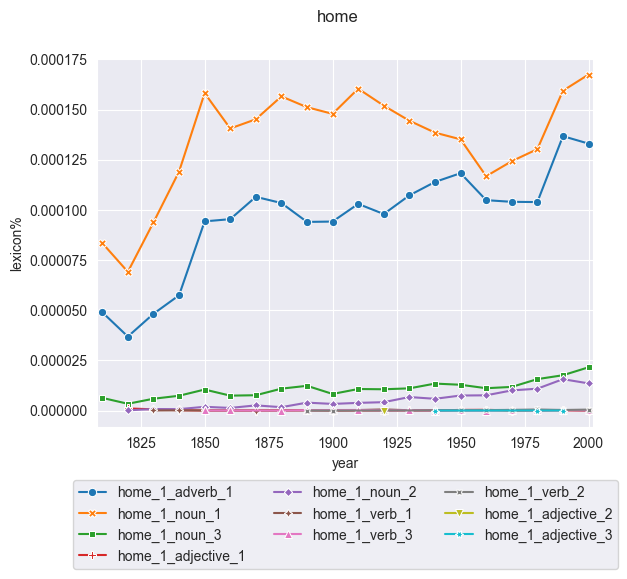 home
0.000175
0.000150
0.000125
0.000100
0.000075
0.000050
0.000025
0.000000
lexicon%
1825 1850 1875 1900 1925 1950 1975 2000
year
home_1_adverb_1 home_1_noun_2 home_1_verb_2
home_1_noun_1 home_1_verb_1 home_1_adjective_2
home_1_noun_3 home_1_verb_3 home_1_adjective_3
home_1_adjective_1